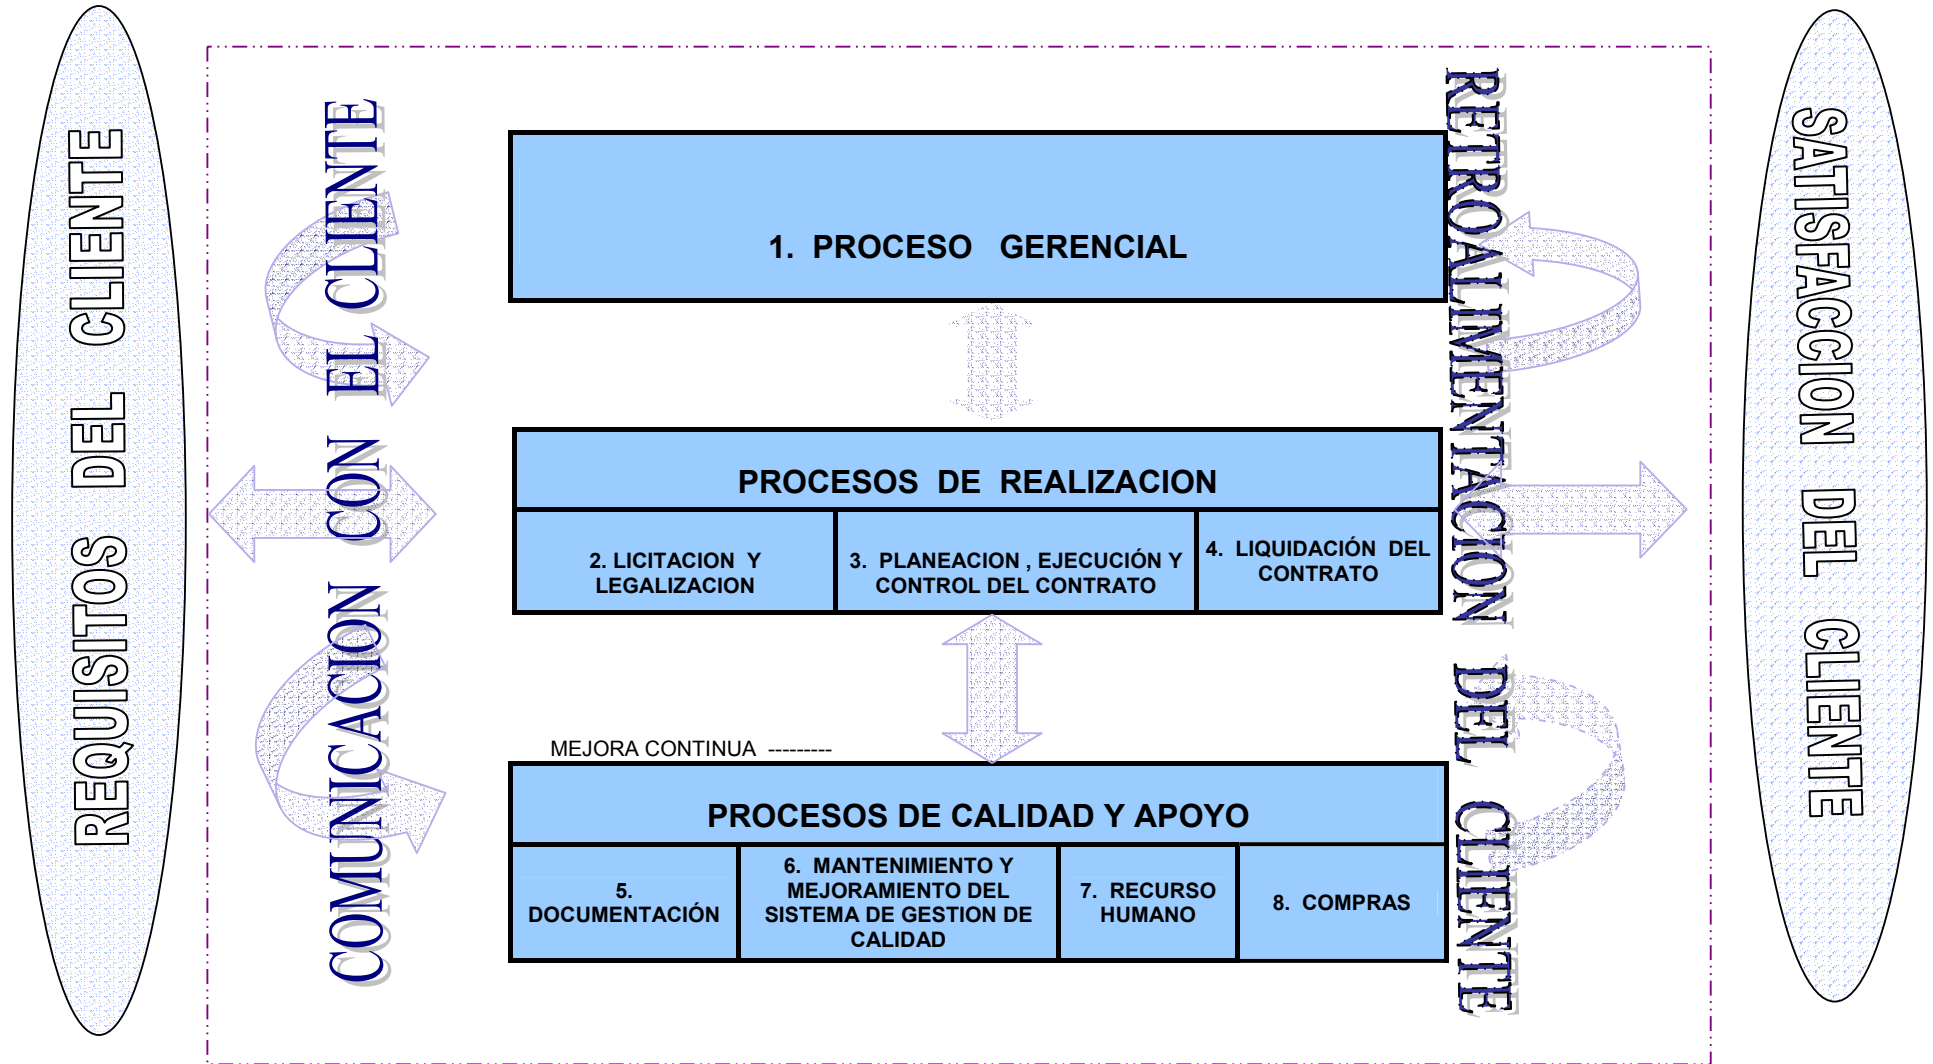 REQUISITOS DEL CLIENTE
COMUNICACION CON EL CLIENTE
1. PROCESO GERENCIAL
PROCESOS DE REALIZACION
2. LICITACION Y
LEGALIZACION
3. PLANEACION , EJECUCIÓN Y
CONTROL DEL CONTRATO
4. LIQUIDACIÓN DEL
CONTRATO
MEJORA CONTINUA ---------
PROCESOS DE CALIDAD Y APOYO
5.
DOCUMENTACIÓN
6. MANTENIMIENTO Y
MEJORAMIENTO DEL
SISTEMA DE GESTION DE
CALIDAD
7. RECURSO
HUMANO
8. COMPRAS
RETROALIMENTACION DEL CLIENTE
SATISFACCION DEL CLIENTE